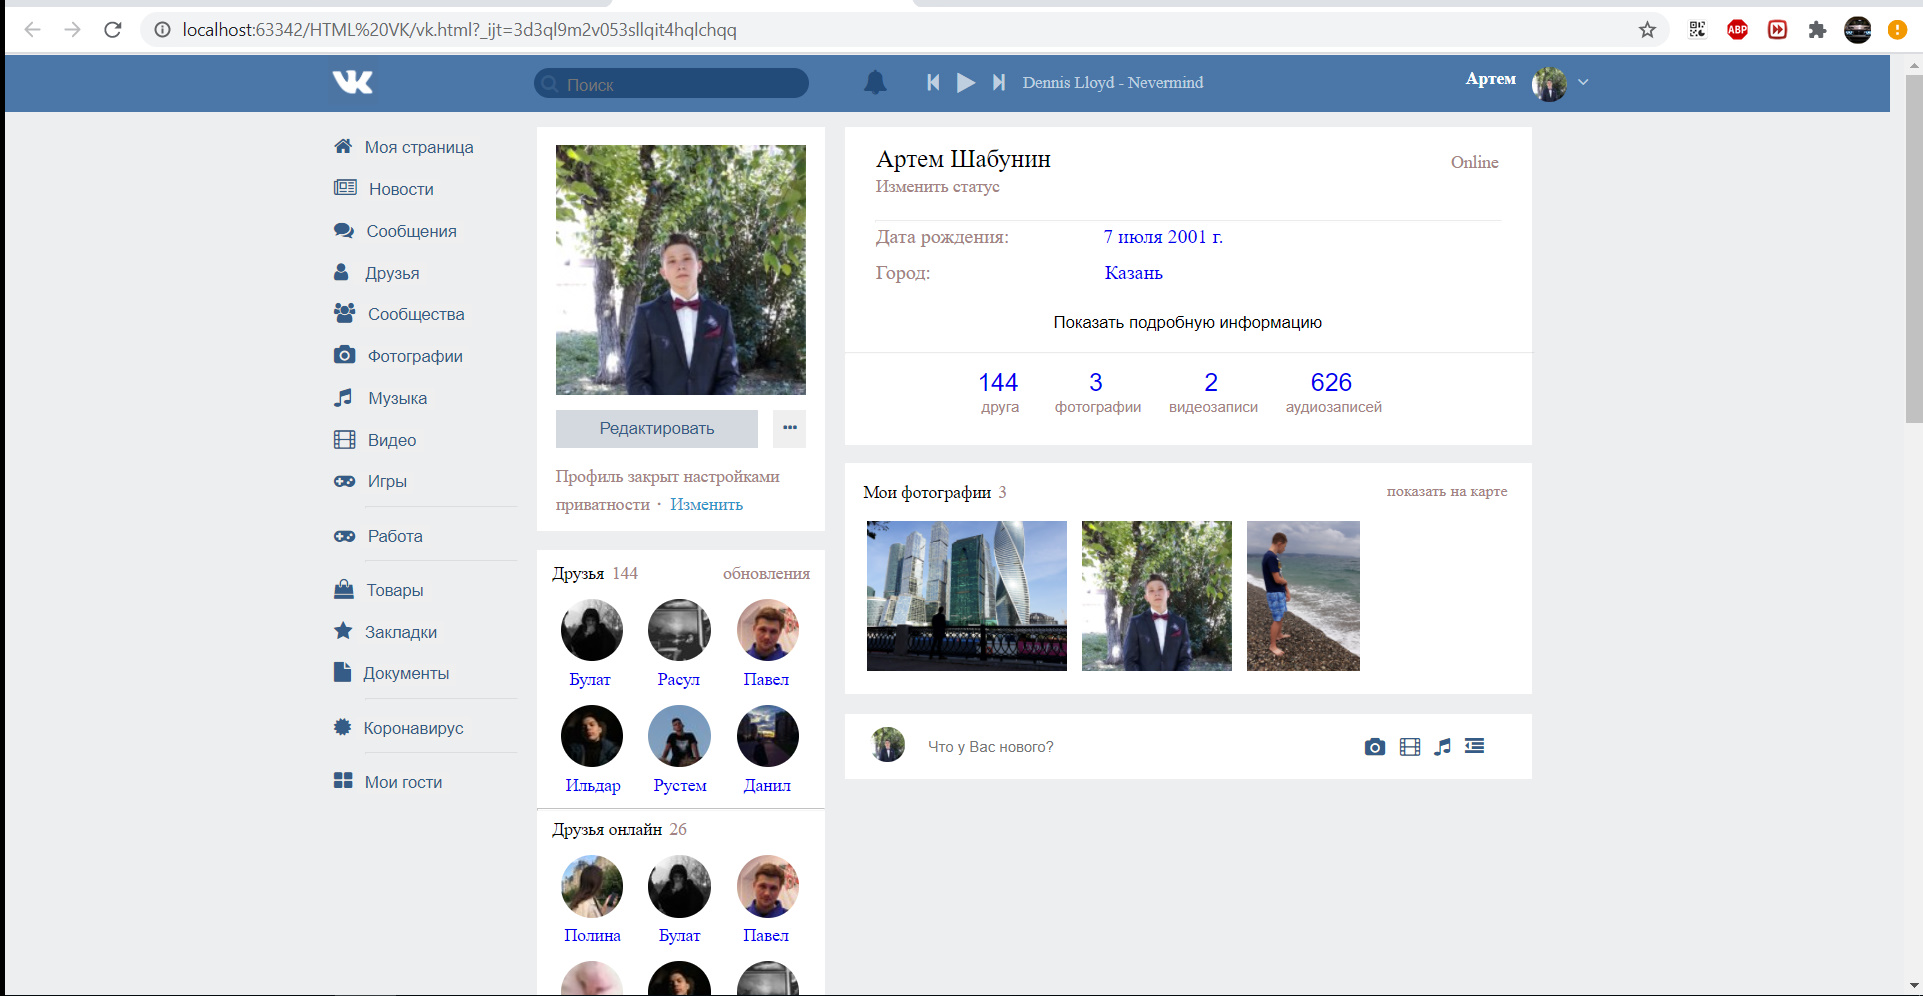 localhost:63342/HTML%20VK/vk.html?_ijt=3d3ql9m2v053sllqit4hqlchqq
ABP
Поиск
Dennis Lloyd - Nevermind
Артем
Моя страница
Новости
Сообщения
Друзья
Сообщества
Фотографии
Музыка
Видео
Игры
Работа
Товары
Закладки
Документы
Коронавирус
Мои гости
Редактировать
Профиль закрыт настройками
приватности · Изменить
Друзья 144 обновления
Булат Расул Павел
Ильдар Рустем Данил
Друзья онлайн 26
Полина Булат Павел
Артем Шабунин Online
Изменить статус
Дата рождения: 7 июля 2001 г.
Город: Казань
Показать подробную информацию
144 3 2 626
друга фотографии видеозаписи аудиозаписей
Мои фотографии 3 показать на карте
Что у Вас нового?